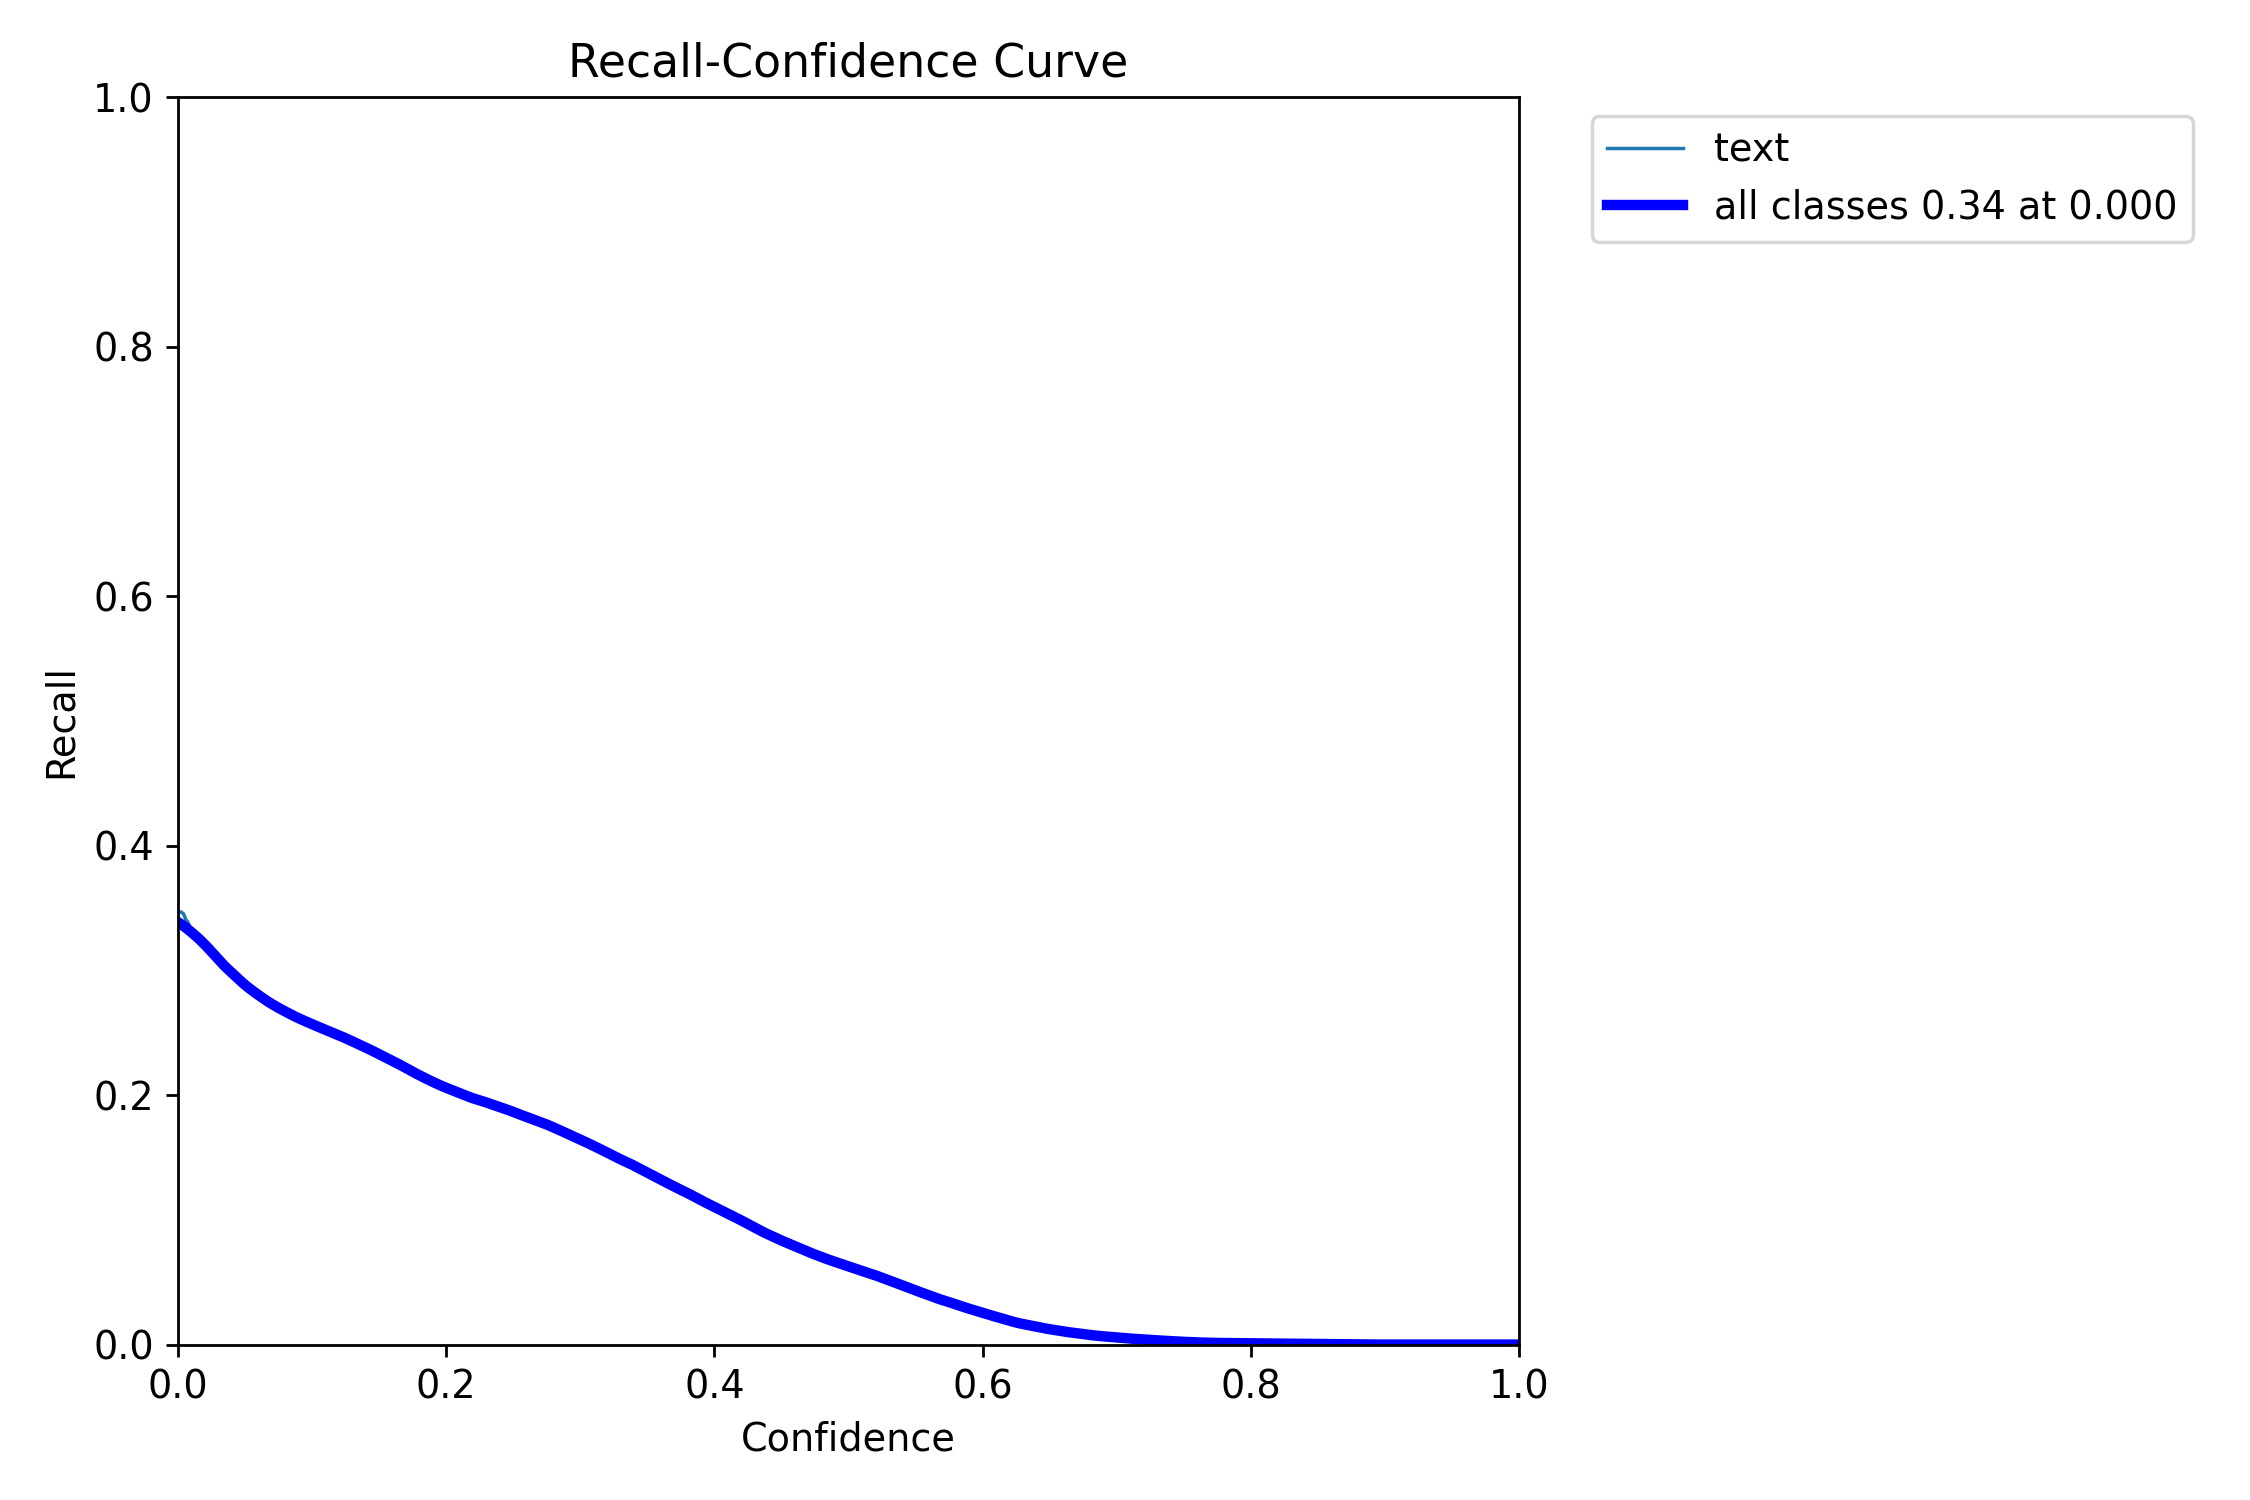 Recall-Confidence Curve
1.0
0.8
0.6
0.4
0.2
0.0
Recall
0.0 0.2 0.4 0.6 0.8 1.0
Confidence
text
all classes 0.34 at 0.000